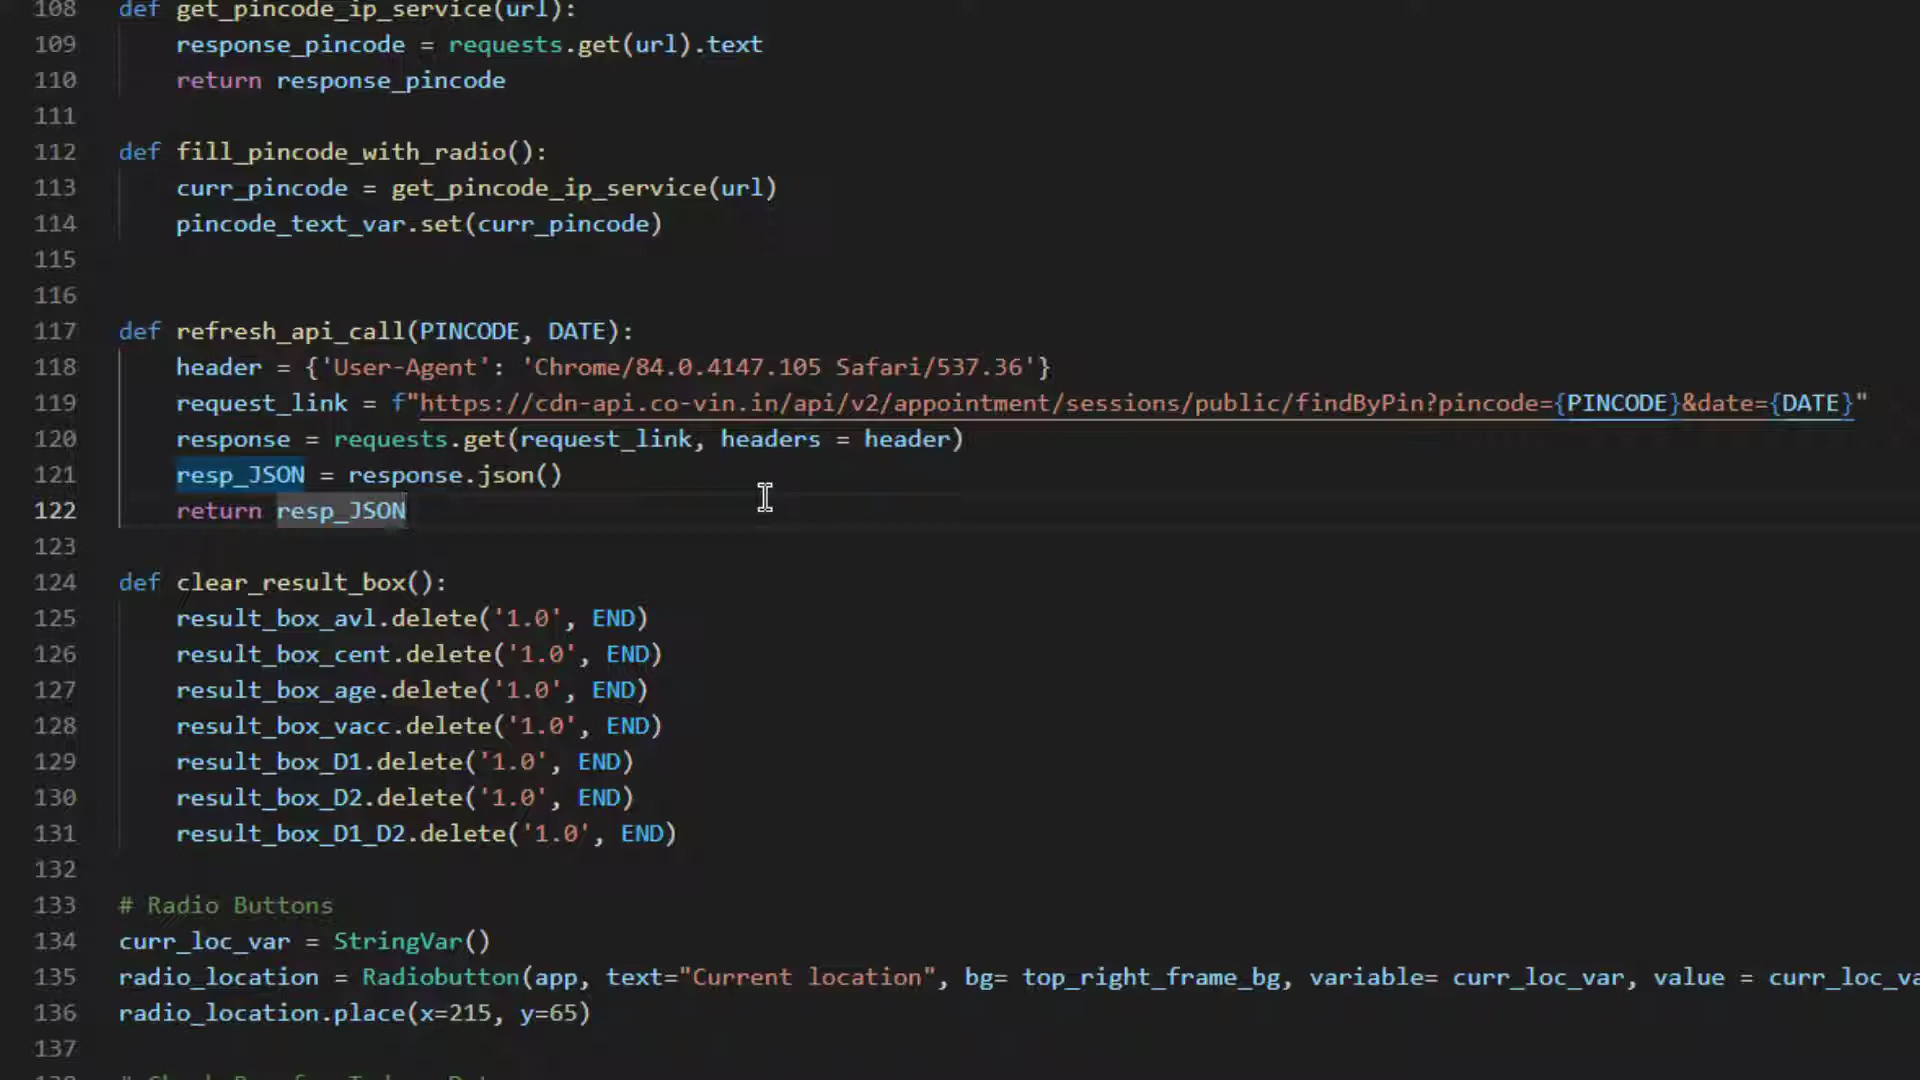 108 def get_pincode_ip_service(url):
109 response_pincode = requests.get(url).text
110 return response_pincode
111
112 def fill_pincode_with_radio():
113 curr_pincode = get_pincode_ip_service(url)
114 pincode_text_var.set(curr_pincode)
115
116
117 def refresh_api_call(PINCODE, DATE):
118 header = {'User-Agent': 'Chrome/84.0.4147.105 Safari/537.36'}
119 request_link = f"https://cdn-api.co-vin.in/api/v2/appointment/sessions/public/findByPin?pincode={PINCODE}&date={DATE}"
120 response = requests.get(request_link, headers = header)
121 resp_JSON = response.json()
122 return resp_JSON
123
124 def clear_result_box():
125 result_box_avl.delete('1.0', END)
126 result_box_cent.delete('1.0', END)
127 result_box_age.delete('1.0', END)
128 result_box_vacc.delete('1.0', END)
129 result_box_D1.delete('1.0', END)
130 result_box_D2.delete('1.0', END)
131 result_box_D1_D2.delete('1.0', END)
132
133 # Radio Buttons
134 curr_loc_var = StringVar()
135 radio_location = Radiobutton(app, text="Current location", bg= top_right_frame_bg, variable= curr_loc_var, value = curr_loc_va
136 radio_location.place(x=215, y=65)
137